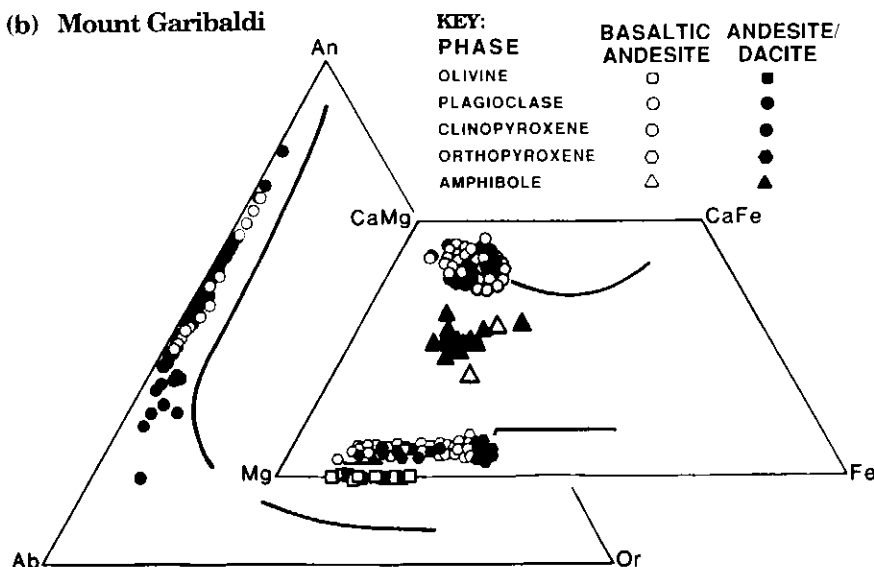 (b) Mount Garibaldi
KEY:
PHASE BASALTIC ANDESITE ANDESITE/ DACITE
OLIVINE
PLAGIOCLASE
CLINOPYROXENE
ORTHOPYROXENE
AMPHIBOLE
An
CaMg CaFe
Mg Fe
Ab Or